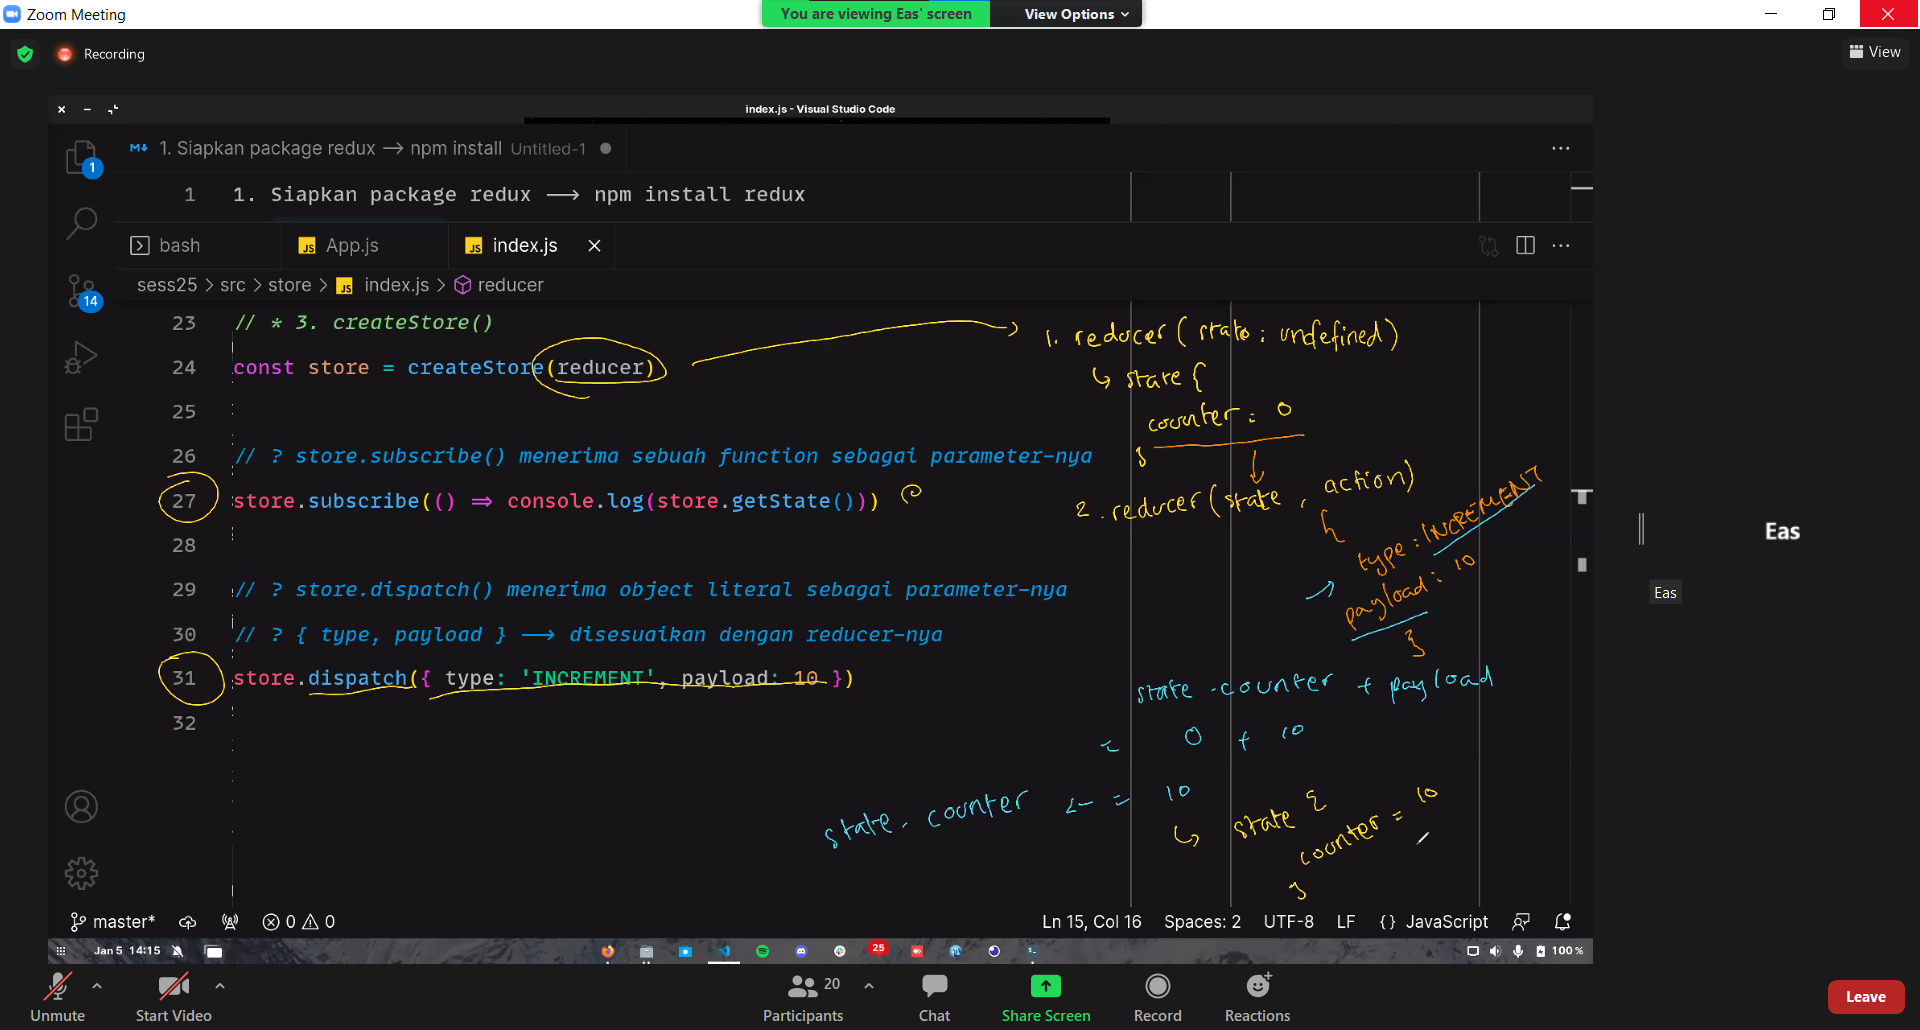 Zoom Meeting
You are viewing Eas' screen
View Options
Recording
View
index.js - Visual Studio Code
1. Siapkan package redux → npm install Untitled-1
1 1. Siapkan package redux → npm install redux
bash
App.js
index.js
sess25 > src > store > index.js > reducer
23 // * 3. createStore()
24 const store = createStore(reducer)
25
26 // ? store.subscribe() menerima sebuah function sebagai parameter-nya
27 store.subscribe(() ⇒ console.log(store.getState()))
28
29 // ? store.dispatch() menerima object literal sebagai parameter-nya
30 // ? { type, payload } → disesuaikan dengan reducer-nya
31 store.dispatch({ type: 'INCREMENT', payload: 10 })
32
1. reducer (state : undefined)
↳ state {
counter : 0
}
2. reducer (state , action)
{
type : INCREMENT
payload : 10
}
state . counter + payload
= 0 + 10
state . counter ← = 10
↳ state {
counter = 10
}
1
14
master*
0
0
Ln 15, Col 16
Spaces: 2
UTF-8
LF
{} JavaScript
Jan 5 14:15
25
100 %
Eas
Eas
Unmute
Start Video
20
Participants
Chat
Share Screen
Record
Reactions
Leave